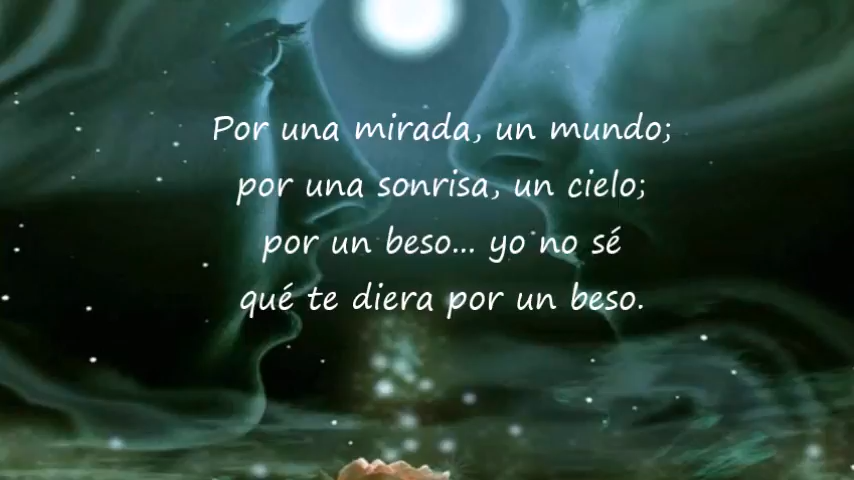 Por una mirada, un mundo;
por una sonrisa, un cielo;
por un beso... yo no sé
qué te diera por un beso.